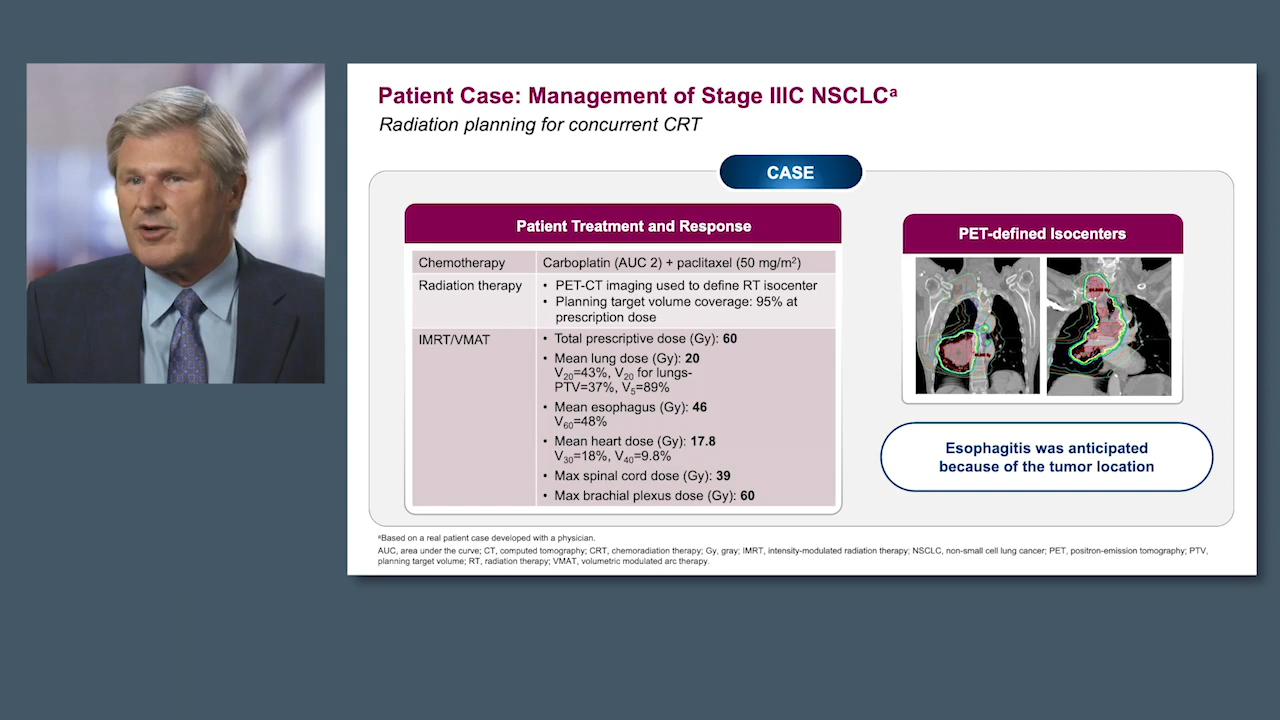 Patient Case: Management of Stage IIIC NSCLCᵃ
Radiation planning for concurrent CRT
CASE
Patient Treatment and Response
Chemotherapy
Carboplatin (AUC 2) + paclitaxel (50 mg/m²)
Radiation therapy
• PET-CT imaging used to define RT isocenter
• Planning target volume coverage: 95% at
prescription dose
IMRT/VMAT
• Total prescriptive dose (Gy): 60
• Mean lung dose (Gy): 20
V₂₀=43%, V₂₀ for lungs-
PTV=37%, V₅=89%
• Mean esophagus (Gy): 46
V₆₀=48%
• Mean heart dose (Gy): 17.8
V₃₀=18%, V₄₀=9.8%
• Max spinal cord dose (Gy): 39
• Max brachial plexus dose (Gy): 60
PET-defined Isocenters
Esophagitis was anticipated
because of the tumor location
ᵃBased on a real patient case developed with a physician.
AUC, area under the curve; CT, computed tomography; CRT, chemoradiation therapy; Gy, gray; IMRT, intensity-modulated radiation therapy; NSCLC, non-small cell lung cancer; PET, positron-emission tomography; PTV,
planning target volume; RT, radiation therapy; VMAT, volumetric modulated arc therapy.